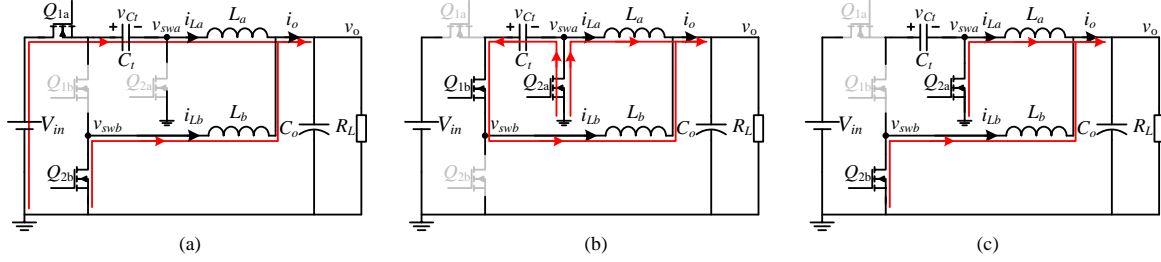 Q1a
+ vCt −
Ct
vswa
iLa
La
io
vo
Q1b
Q2a
Vin
vswb
iLb
Lb
Co
RL
Q2b
(a)
Q1a
+ vCt −
Ct
vswa
iLa
La
io
vo
Q1b
Q2a
Vin
vswb
iLb
Lb
Co
RL
Q2b
(b)
Q1a
+ vCt −
Ct
vswa
iLa
La
io
vo
Q1b
Q2a
Vin
vswb
iLb
Lb
Co
RL
Q2b
(c)